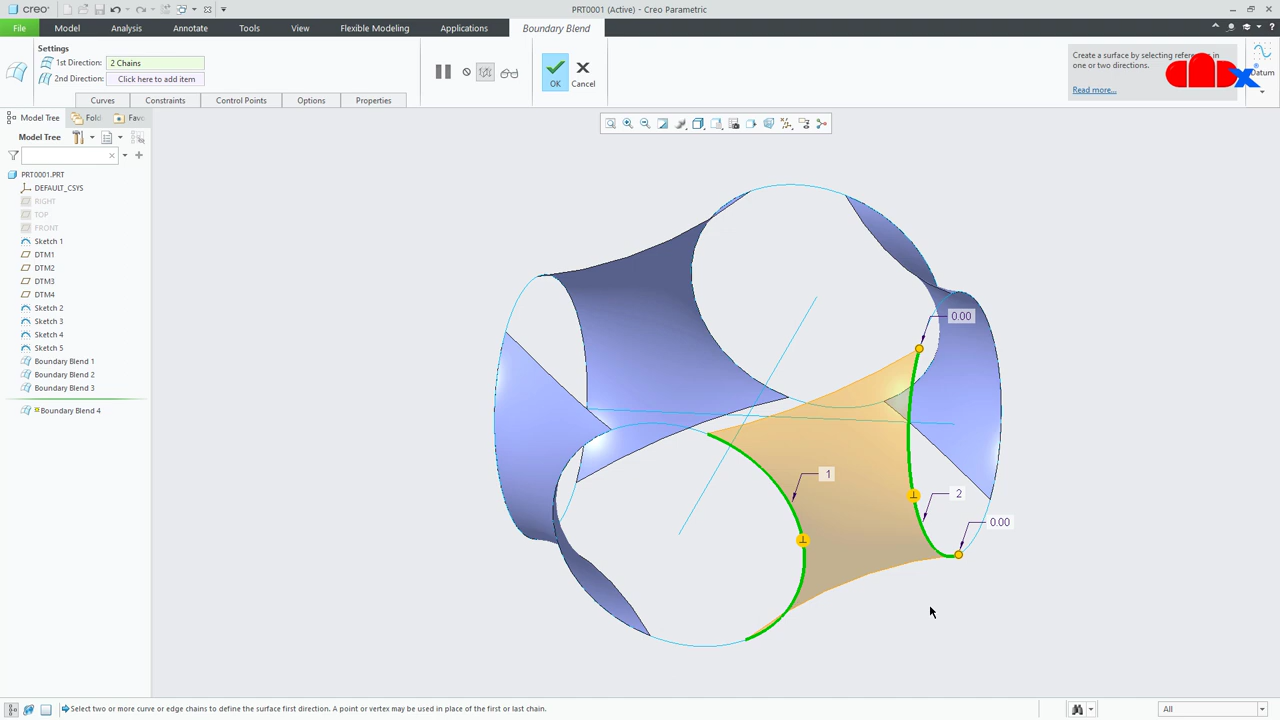 creo
PRT0001 (Active) - Creo Parametric
File Model Analysis Annotate Tools View Flexible Modeling Applications Boundary Blend
Settings
1st Direction: 2 Chains
2nd Direction: Click here to add item
OK Cancel
Create a surface by selecting references in one or two directions.
Read more...
Datum
Curves Constraints Control Points Options Properties
Model Tree Fold Favo
Model Tree
PRT0001.PRT
DEFAULT_CSYS
RIGHT
TOP
FRONT
Sketch 1
DTM1
DTM2
DTM3
DTM4
Sketch 2
Sketch 3
Sketch 4
Sketch 5
Boundary Blend 1
Boundary Blend 2
Boundary Blend 3
Boundary Blend 4
0.00
1
2
0.00
Select two or more curve or edge chains to define the surface first direction. A point or vertex may be used in place of the first or last chain.
All